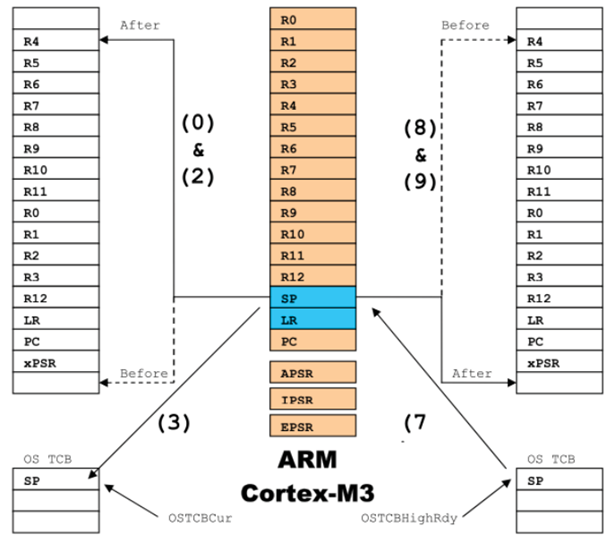 After
R4
R5
R6
R7
R8
R9
R10
R11
R0
R1
R2
R3
R12
LR
PC
xPSR
Before
(0)
&
(2)
R0
R1
R2
R3
R4
R5
R6
R7
R8
R9
R10
R11
R12
SP
LR
PC
APSR
IPSR
EPSR
ARM
Cortex-M3
Before
(8)
&
(9)
R4
R5
R6
R7
R8
R9
R10
R11
R0
R1
R2
R3
R12
LR
PC
xPSR
After
(3)
(7
OS TCB
SP
OSTCBCur
OS TCB
SP
OSTCBHighRdy